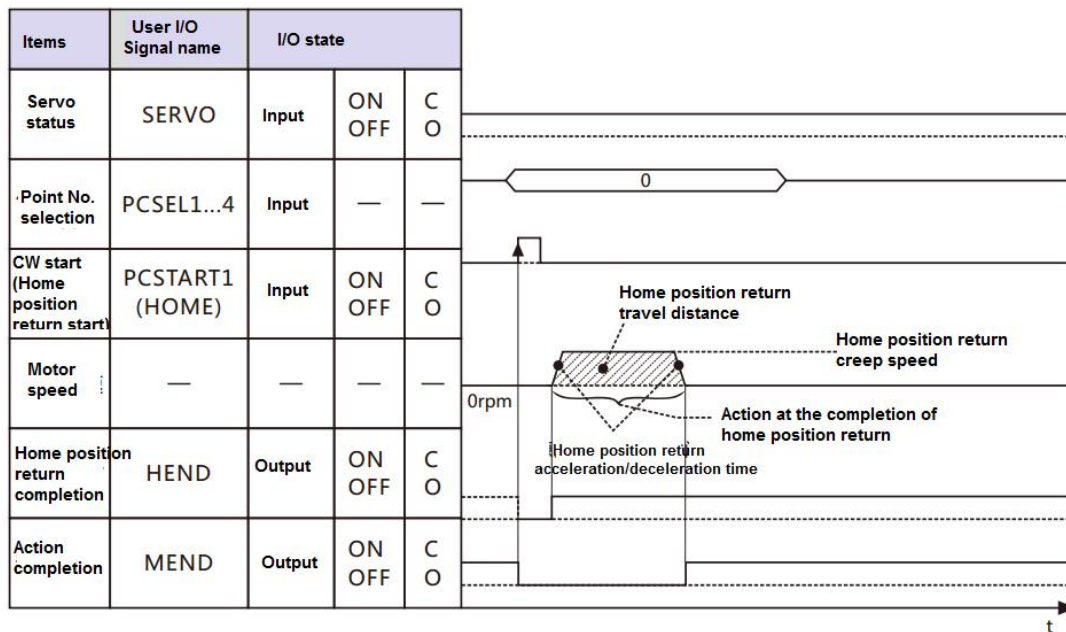 Items
User I/O
Signal name
I/O state
Servo
status
SERVO
Input
ON
OFF
C
O
Point No.
selection
PCSEL1...4
Input
—
—
0
CW start
(Home
position
return start)
PCSTART1
(HOME)
Input
ON
OFF
C
O
Home position return
travel distance
Home position return
creep speed
Motor
speed
—
—
—
—
0rpm
Action at the completion of
home position return
Home position return
acceleration/deceleration time
Home position
return
completion
HEND
Output
ON
OFF
C
O
Action
completion
MEND
Output
ON
OFF
C
O
t